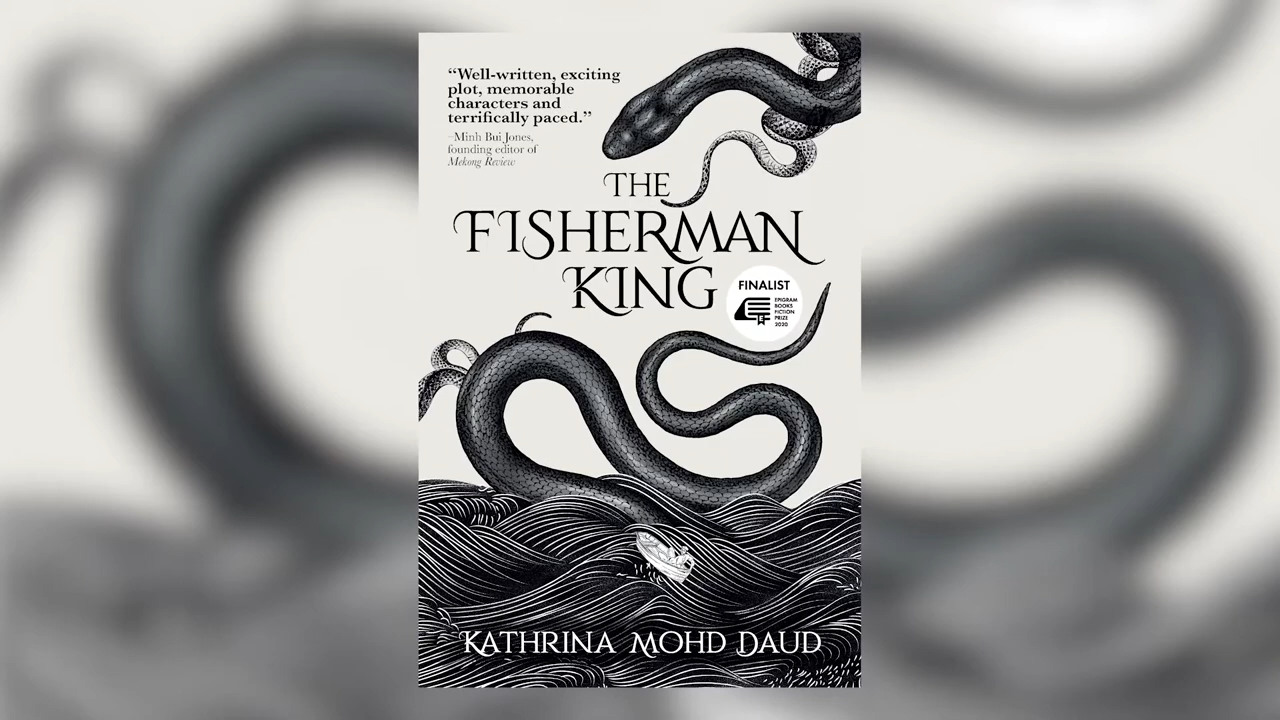 “Well-written, exciting
plot, memorable
characters and
terrifically paced.”
–Minh Bui Jones,
founding editor of
Mekong Review
THE
FISHERMAN
KING
FINALIST
EPIGRAM
BOOKS
FICTION
PRIZE
2020
E
KATHRINA MOHD DAUD